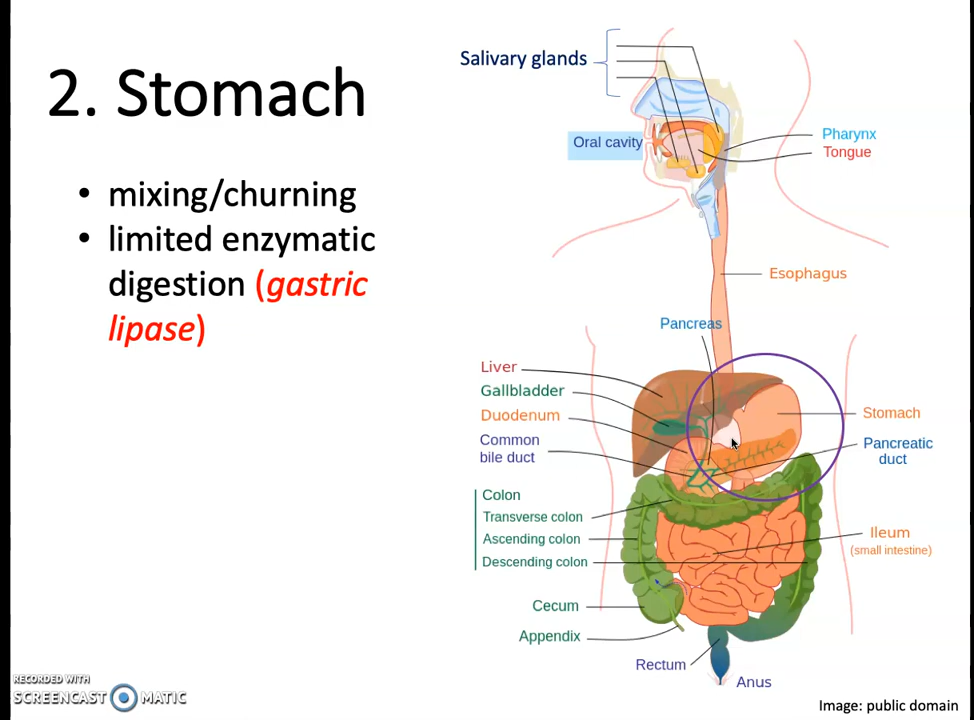 2. Stomach
• mixing/churning
• limited enzymatic
digestion (gastric
lipase)
Salivary glands
Oral cavity
Pharynx
Tongue
Esophagus
Pancreas
Liver
Gallbladder
Duodenum
Common
bile duct
Stomach
Pancreatic
duct
Colon
Transverse colon
Ascending colon
Descending colon
Ileum
(small intestine)
Cecum
Appendix
Rectum
Anus
RECORDED WITH
SCREENCAST MATIC
Image: public domain